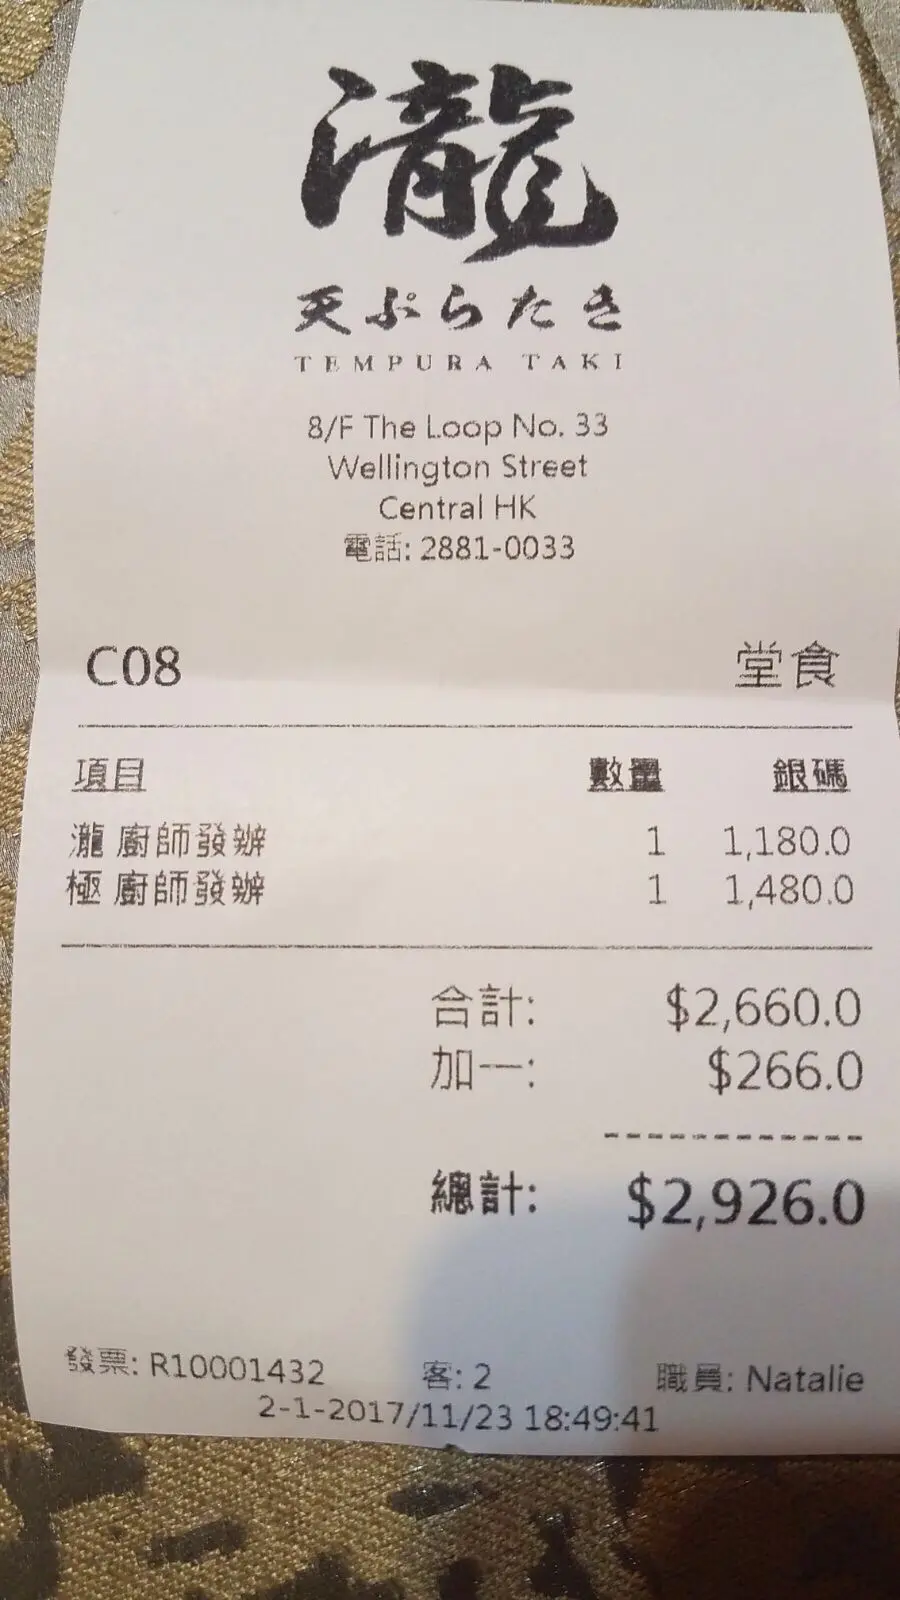 瀧
天ぷらたき
TEMPURA TAKI
8/F The Loop No. 33
Wellington Street
Central HK
電話: 2881-0033
C08 堂食
項目 數量 銀碼
瀧 廚師發辦 1 1,180.0
極 廚師發辦 1 1,480.0
合計: $2,660.0
加一: $266.0
總計: $2,926.0
發票: R10001432 客: 2 職員: Natalie
2-1-2017/11/23 18:49:41